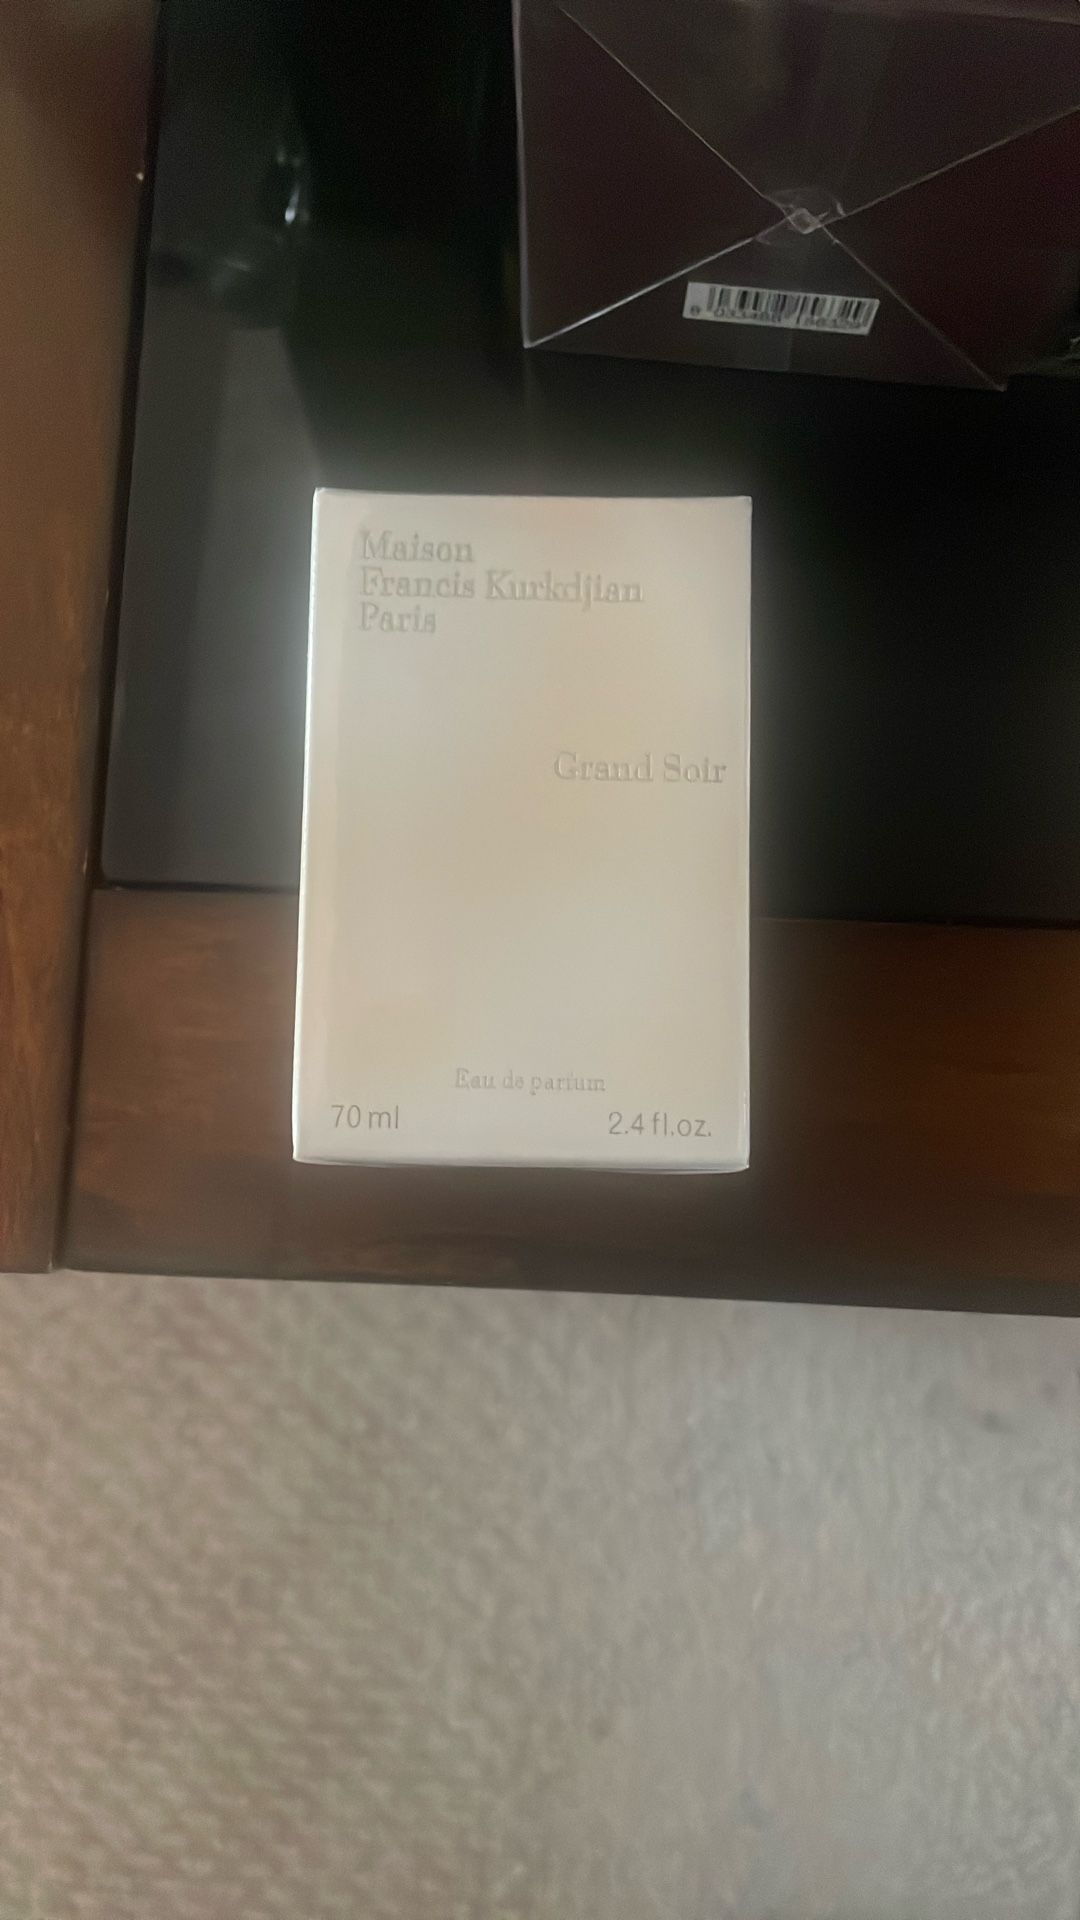 Maison
Francis Kurkdjian
Paris
Grand Soir
Eau de parfum
70 ml
2.4 fl.oz.